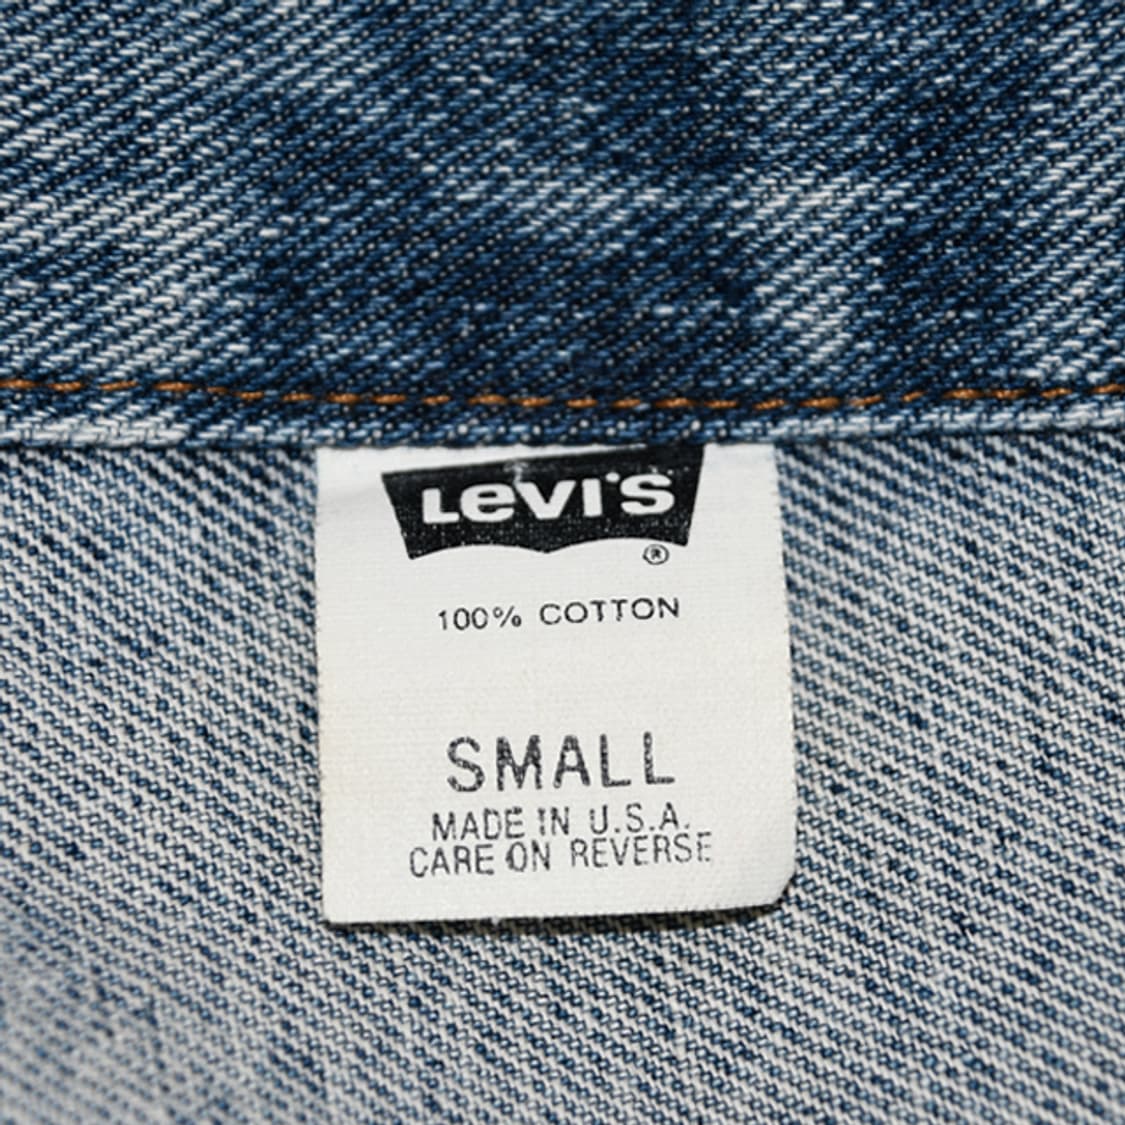 LEVI'S
®
100% COTTON
SMALL
MADE IN U.S.A.
CARE ON REVERSE